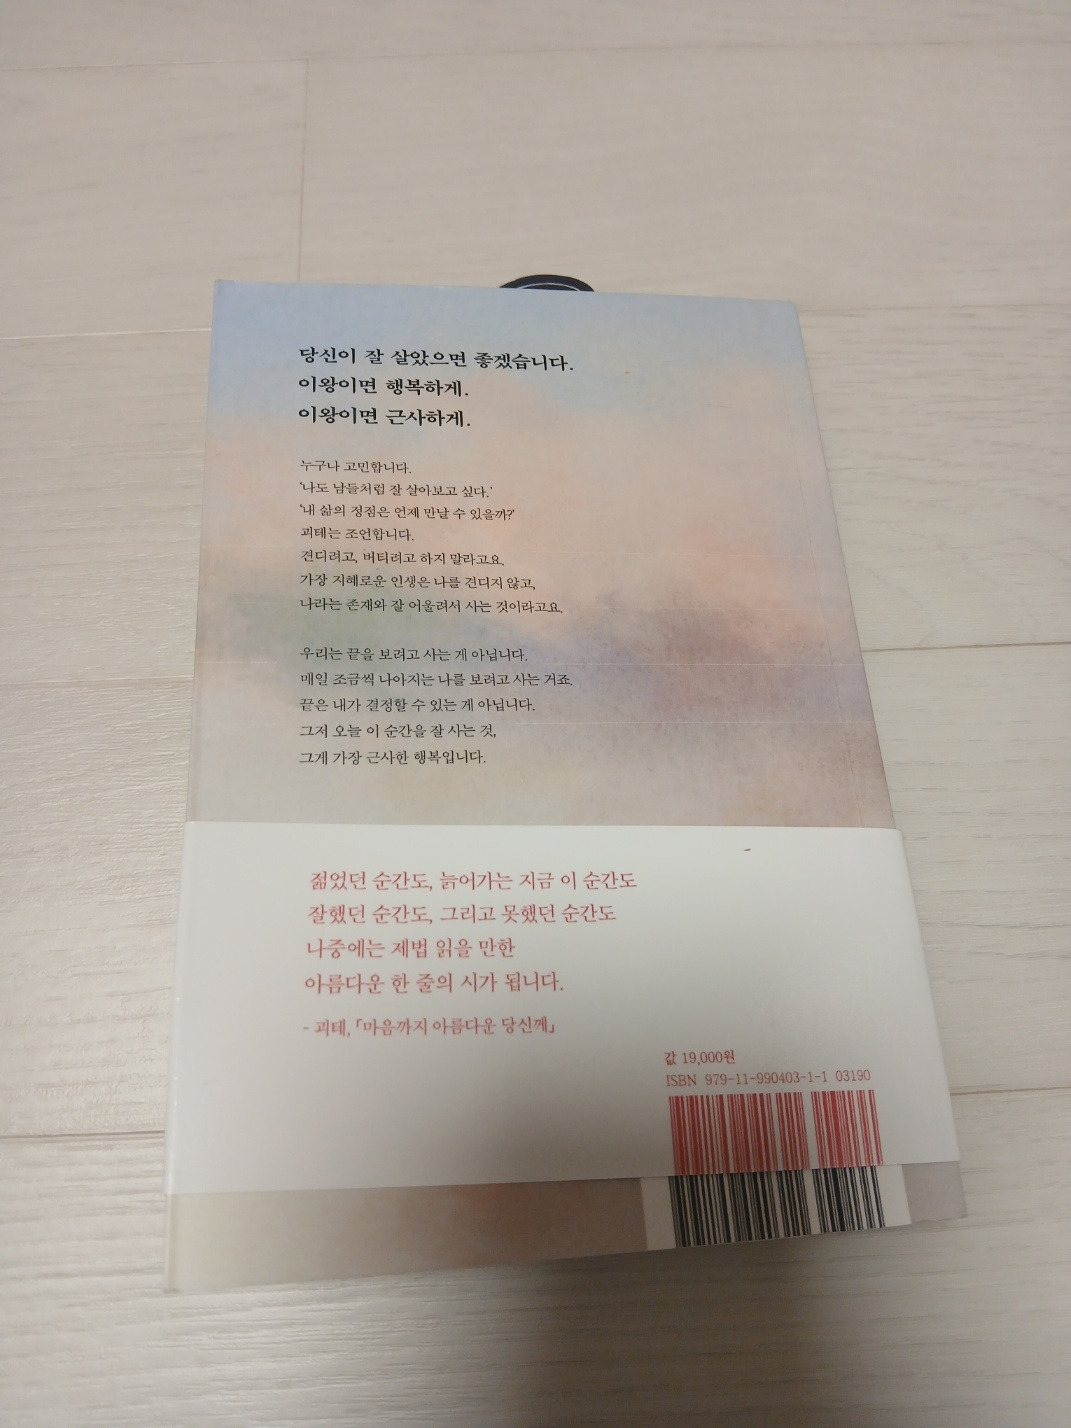 당신이 잘 살았으면 좋겠습니다.
이왕이면 행복하게.
이왕이면 근사하게.
누구나 고민합니다.
'나도 남들처럼 잘 살아보고 싶다.'
'내 삶의 정점은 언제 만날 수 있을까?'
괴테는 조언합니다.
견디려고, 버티려고 하지 말라고요.
가장 지혜로운 인생은 나를 견디지 않고,
나라는 존재와 잘 어울려서 사는 것이라고요.
우리는 끝을 보려고 사는 게 아닙니다.
매일 조금씩 나아지는 나를 보려고 사는 거죠.
끝은 내가 결정할 수 있는 게 아닙니다.
그저 오늘 이 순간을 잘 사는 것,
그게 가장 근사한 행복입니다.
젊었던 순간도, 늙어가는 지금 이 순간도
잘했던 순간도, 그리고 못했던 순간도
나중에는 제법 읽을 만한
아름다운 한 줄의 시가 됩니다.
- 괴테, 「마음까지 아름다운 당신께」
값 19,000원
ISBN 979-11-990403-1-1 03190